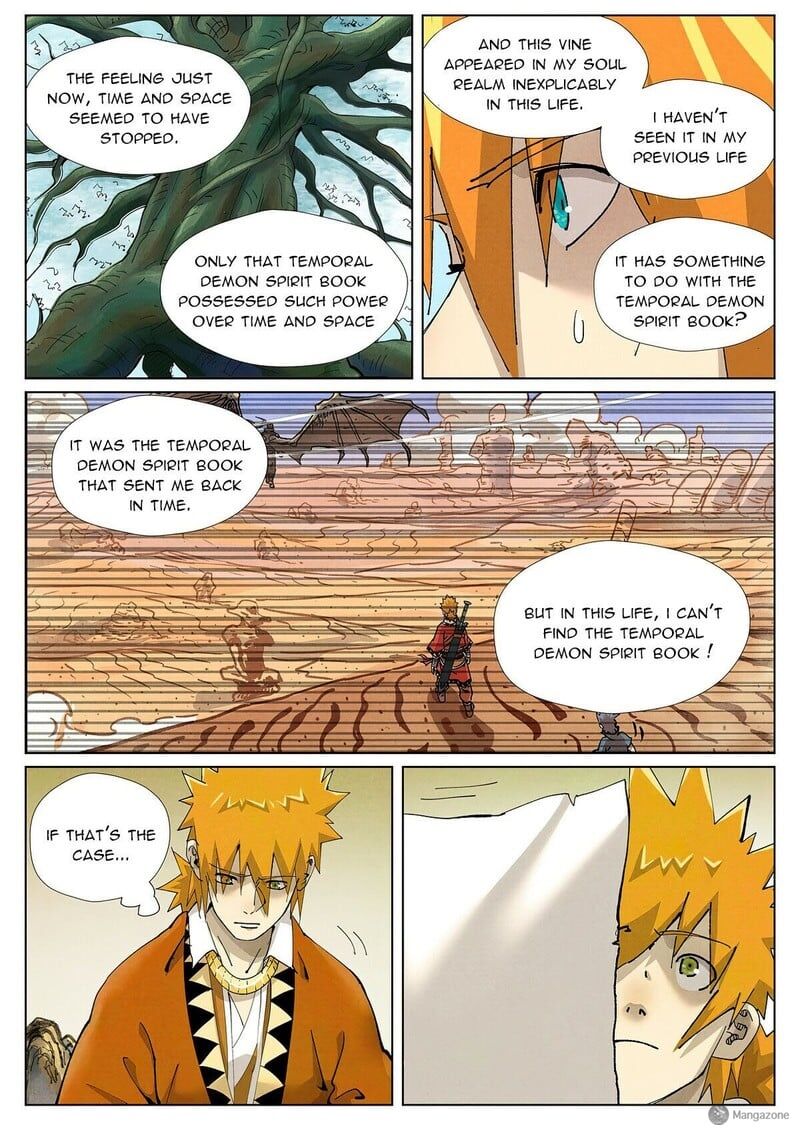 THE FEELING JUST
NOW, TIME AND SPACE
SEEMED TO HAVE
STOPPED.
ONLY THAT TEMPORAL
DEMON SPIRIT BOOK
POSSESSED SUCH POWER
OVER TIME AND SPACE
AND THIS VINE
APPEARED IN MY SOUL
REALM INEXPLICABLY
IN THIS LIFE.
I HAVEN'T
SEEN IT IN MY
PREVIOUS LIFE
IT HAS SOMETHING
TO DO WITH THE
TEMPORAL DEMON
SPIRIT BOOK?
IT WAS THE TEMPORAL
DEMON SPIRIT BOOK
THAT SENT ME BACK
IN TIME.
BUT IN THIS LIFE, I CAN'T
FIND THE TEMPORAL
DEMON SPIRIT BOOK!
IF THAT'S THE
CASE...
Mangazone